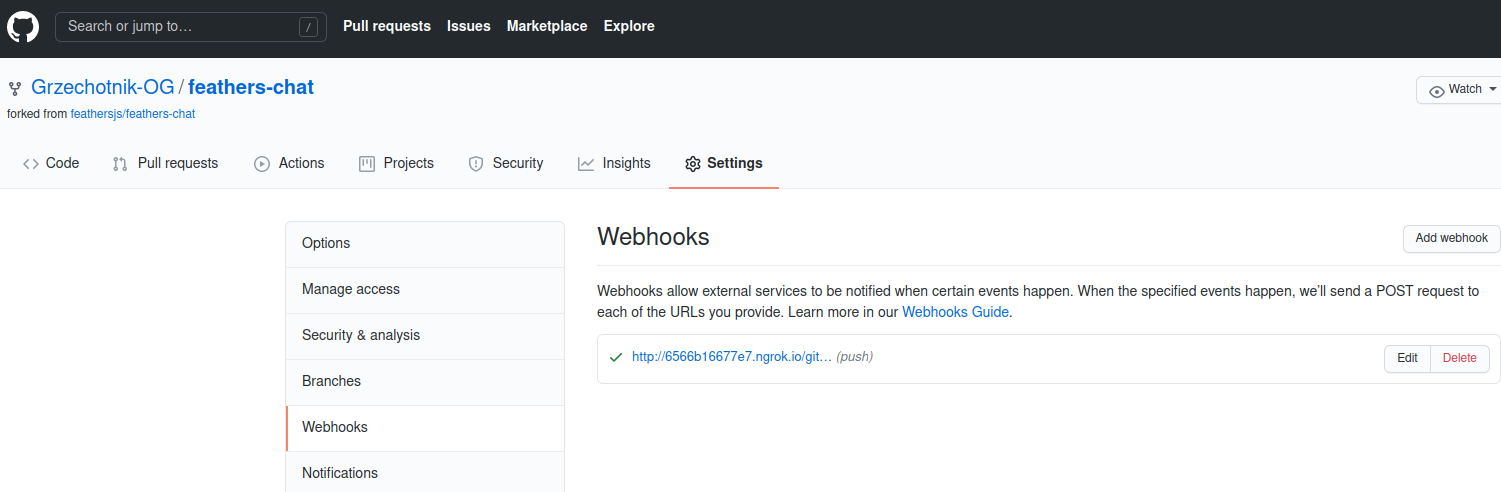 Search or jump to… /
Pull requests Issues Marketplace Explore
Grzechotnik-OG / feathers-chat
Watch
forked from feathersjs/feathers-chat
Code Pull requests Actions Projects Security Insights Settings
Options
Manage access
Security & analysis
Branches
Webhooks
Notifications
Webhooks
Add webhook
Webhooks allow external services to be notified when certain events happen. When the specified events happen, we’ll send a POST request to
each of the URLs you provide. Learn more in our Webhooks Guide.
http://6566b16677e7.ngrok.io/git… (push)
Edit Delete